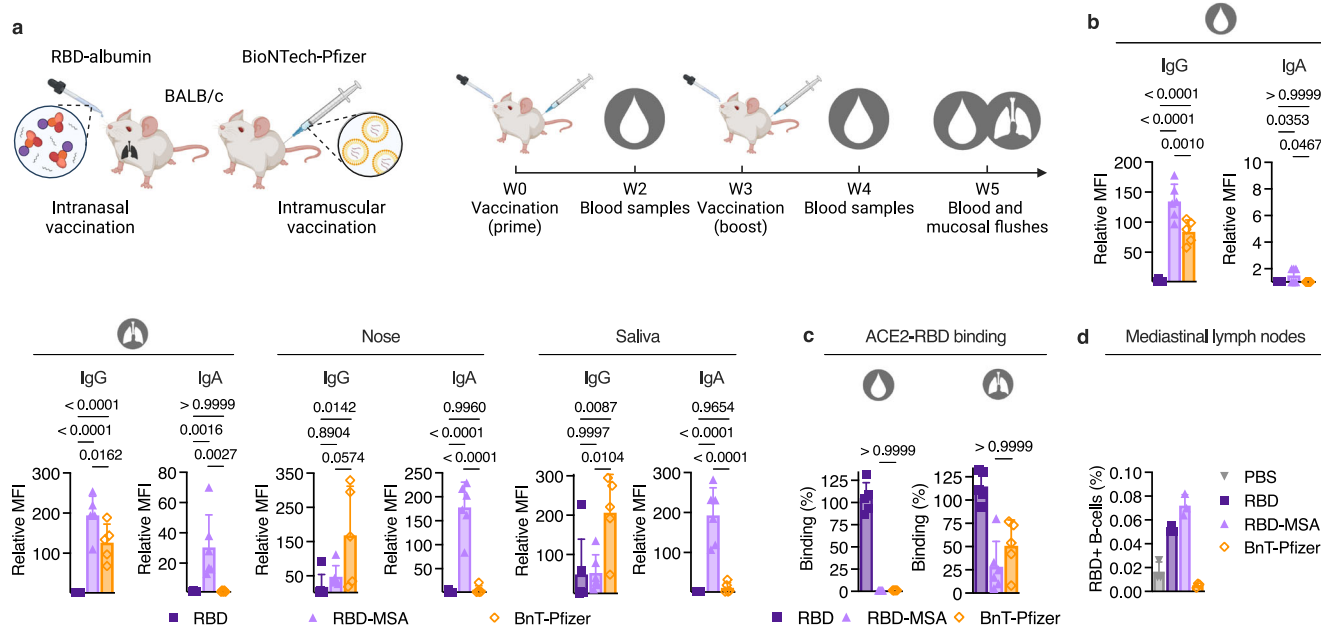 a
RBD-albumin
BioNTech-Pfizer
BALB/c
Intranasal
vaccination
Intramuscular
vaccination
W0
W2
W3
W4
W5
Vaccination
(prime)
Blood samples
Vaccination
(boost)
Blood samples
Blood and
mucosal flushes
b
IgG
IgA
< 0.0001
< 0.0001
0.0010
> 0.9999
0.0353
0.0467
Relative MFI
200
150
100
50
Relative MFI
10
8
6
4
2
IgG
IgA
< 0.0001
< 0.0001
0.0162
> 0.9999
0.0016
0.0027
Relative MFI
300
200
100
Relative MFI
80
60
40
20
Nose
IgG
IgA
0.0142
0.8904
0.0574
0.9960
< 0.0001
< 0.0001
Relative MFI
350
250
150
50
Relative MFI
300
200
100
Saliva
IgG
IgA
0.0087
0.9997
0.0104
0.9654
< 0.0001
< 0.0001
Relative MFI
300
200
100
Relative MFI
300
200
100
c
ACE2-RBD binding
> 0.9999
> 0.9999
Binding (%)
125
100
75
50
25
0
Binding (%)
125
100
75
50
25
0
d
Mediastinal lymph nodes
RBD+ B-cells (%)
0.10
0.08
0.06
0.04
0.02
0.00
PBS
RBD
RBD-MSA
BnT-Pfizer
RBD
RBD-MSA
BnT-Pfizer
RBD
RBD-MSA
BnT-Pfizer